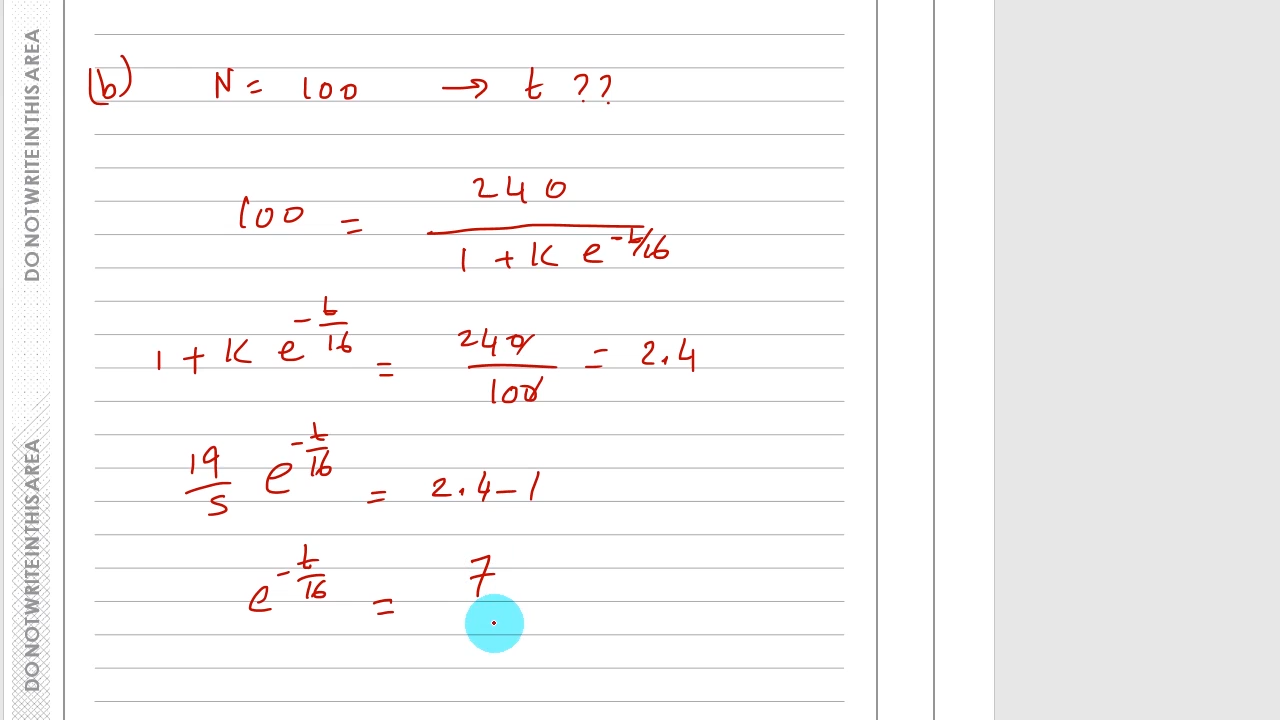 (b) N = 100 → t ??
100 = 240 / (1 + K e^(-t/16))
1 + K e^(-t/16) = 240/100 = 2.4
19/5 e^(-t/16) = 2.4 - 1
e^(-t/16) = 7
DO NOT WRITE IN THIS AREA
DO NOT WRITE IN THIS AREA